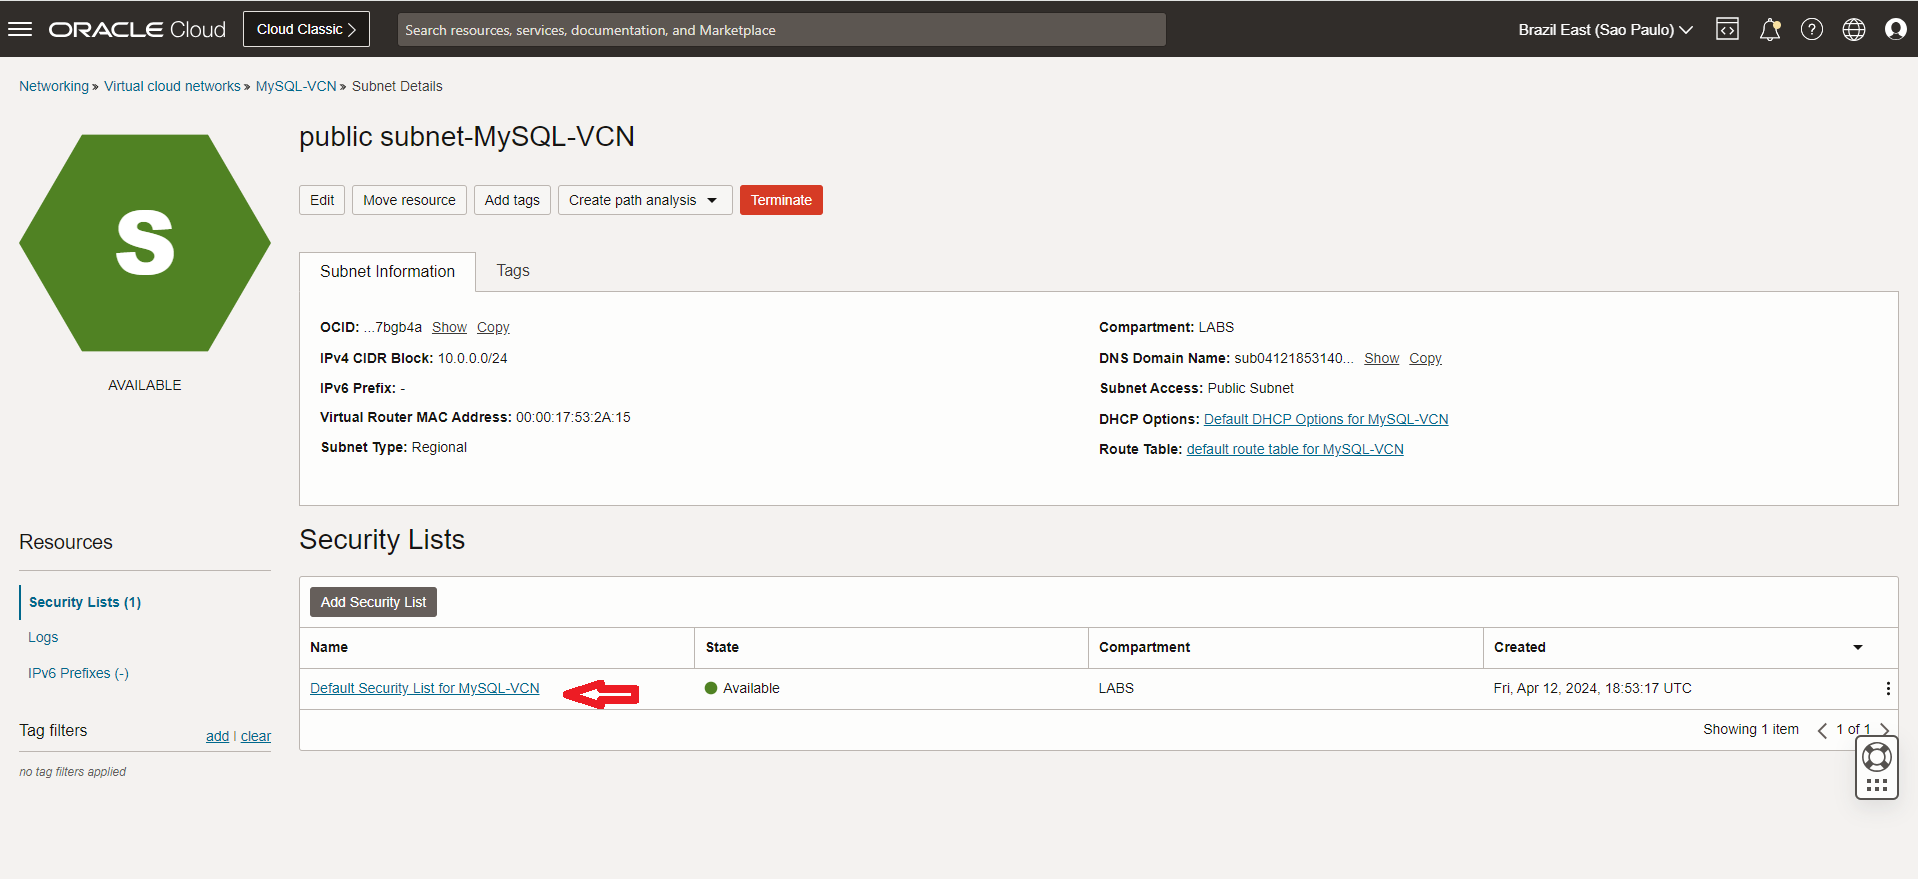 ORACLE Cloud
Cloud Classic
Search resources, services, documentation, and Marketplace
Brazil East (Sao Paulo)
Networking » Virtual cloud networks » MySQL-VCN » Subnet Details
S
AVAILABLE
public subnet-MySQL-VCN
Edit
Move resource
Add tags
Create path analysis
Terminate
Subnet Information
Tags
OCID: ...7bgb4a Show Copy
IPv4 CIDR Block: 10.0.0.0/24
IPv6 Prefix: -
Virtual Router MAC Address: 00:00:17:53:2A:15
Subnet Type: Regional
Compartment: LABS
DNS Domain Name: sub04121853140... Show Copy
Subnet Access: Public Subnet
DHCP Options: Default DHCP Options for MySQL-VCN
Route Table: default route table for MySQL-VCN
Resources
Security Lists (1)
Logs
IPv6 Prefixes (-)
Tag filters
add | clear
no tag filters applied
Security Lists
Add Security List
Name State Compartment Created
Default Security List for MySQL-VCN Available LABS Fri, Apr 12, 2024, 18:53:17 UTC
Showing 1 item 1 of 1